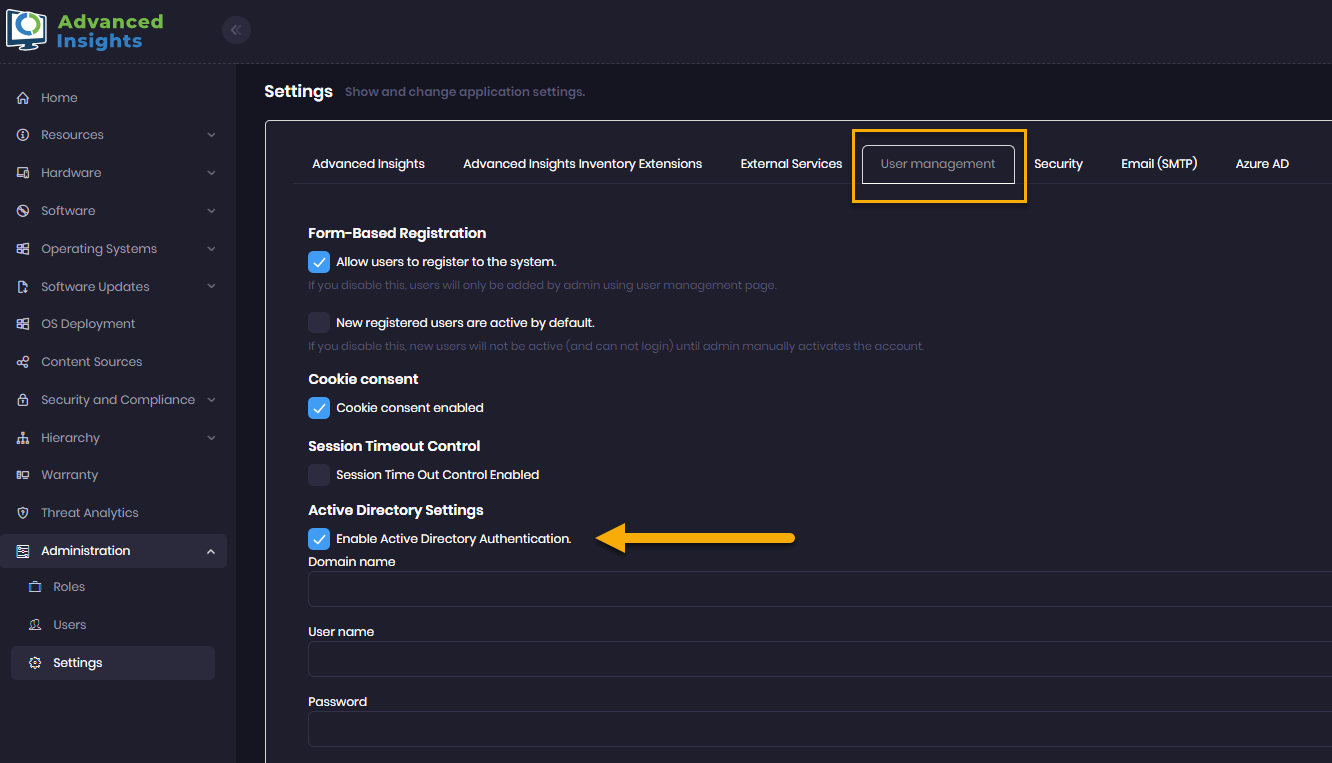 Advanced
Insights
Home
Resources
Hardware
Software
Operating Systems
Software Updates
OS Deployment
Content Sources
Security and Compliance
Hierarchy
Warranty
Threat Analytics
Administration
Roles
Users
Settings
Settings Show and change application settings.
Advanced Insights Advanced Insights Inventory Extensions External Services User management Security Email (SMTP) Azure AD
Form-Based Registration
Allow users to register to the system.
If you disable this, users will only be added by admin using user management page.
New registered users are active by default.
If you disable this, new users will not be active (and can not login) until admin manually activates the account.
Cookie consent
Cookie consent enabled
Session Timeout Control
Session Time Out Control Enabled
Active Directory Settings
Enable Active Directory Authentication.
Domain name
User name
Password